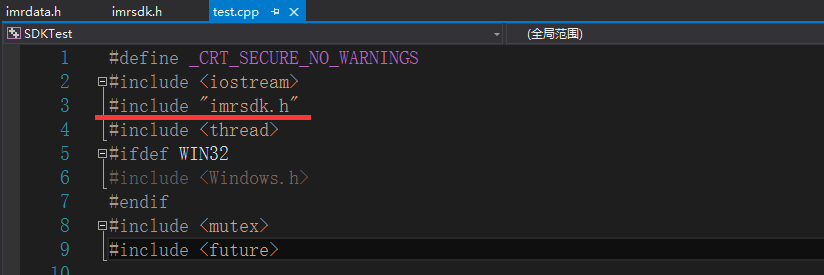 imrdata.h imrsdk.h test.cpp
SDKTest (全局范围)
1 #define _CRT_SECURE_NO_WARNINGS
2 #include <iostream>
3 #include "imrsdk.h"
4 #include <thread>
5 #ifdef WIN32
6 #include <Windows.h>
7 #endif
8 #include <mutex>
9 #include <future>
10